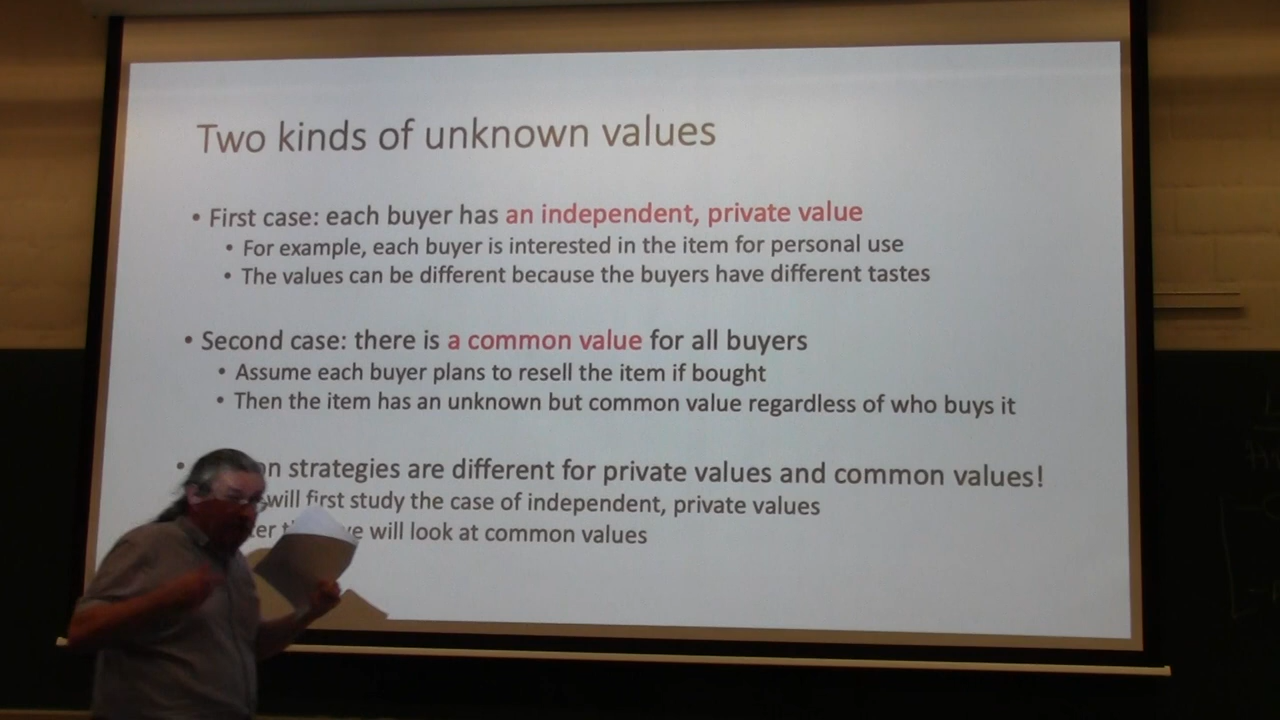 Two kinds of unknown values
• First case: each buyer has an independent, private value
• For example, each buyer is interested in the item for personal use
• The values can be different because the buyers have different tastes
• Second case: there is a common value for all buyers
• Assume each buyer plans to resell the item if bought
• Then the item has an unknown but common value regardless of who buys it
• strategies are different for private values and common values!
will first study the case of independent, private values
will look at common values